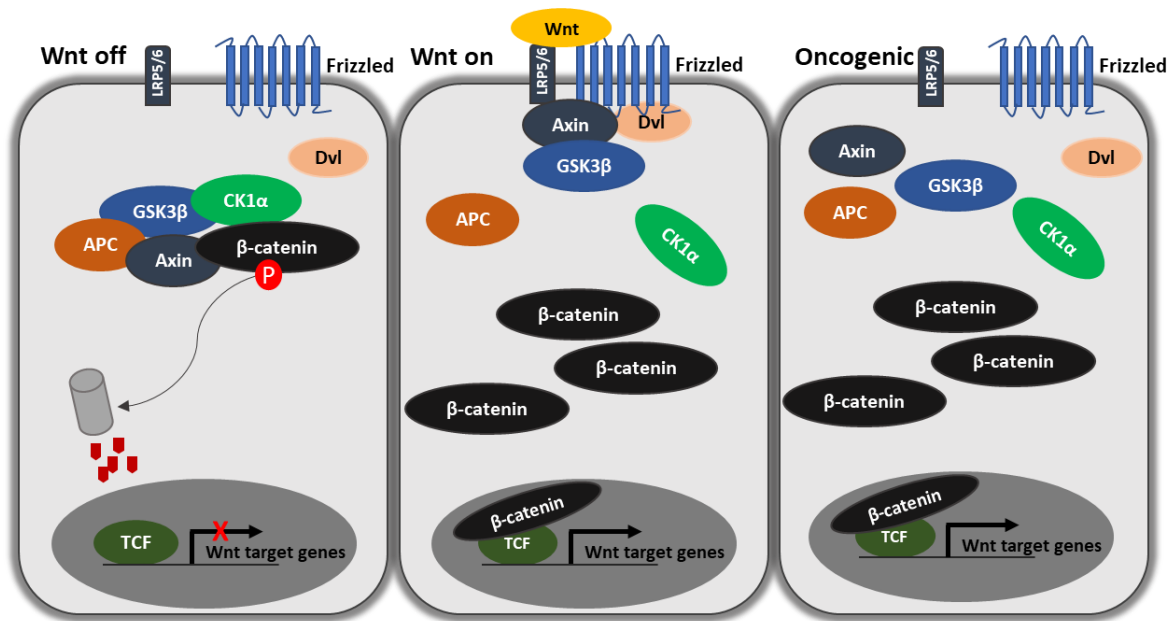 Wnt off
LRP5/6
Frizzled
Dvl
GSK3β
CK1α
APC
Axin
β-catenin
P
TCF
X
Wnt target genes
Wnt on
Wnt
LRP5/6
Frizzled
Axin
Dvl
GSK3β
APC
CK1α
β-catenin
β-catenin
β-catenin
β-catenin
TCF
Wnt target genes
Oncogenic
LRP5/6
Frizzled
Axin
Dvl
GSK3β
APC
CK1α
β-catenin
β-catenin
β-catenin
β-catenin
TCF
Wnt target genes